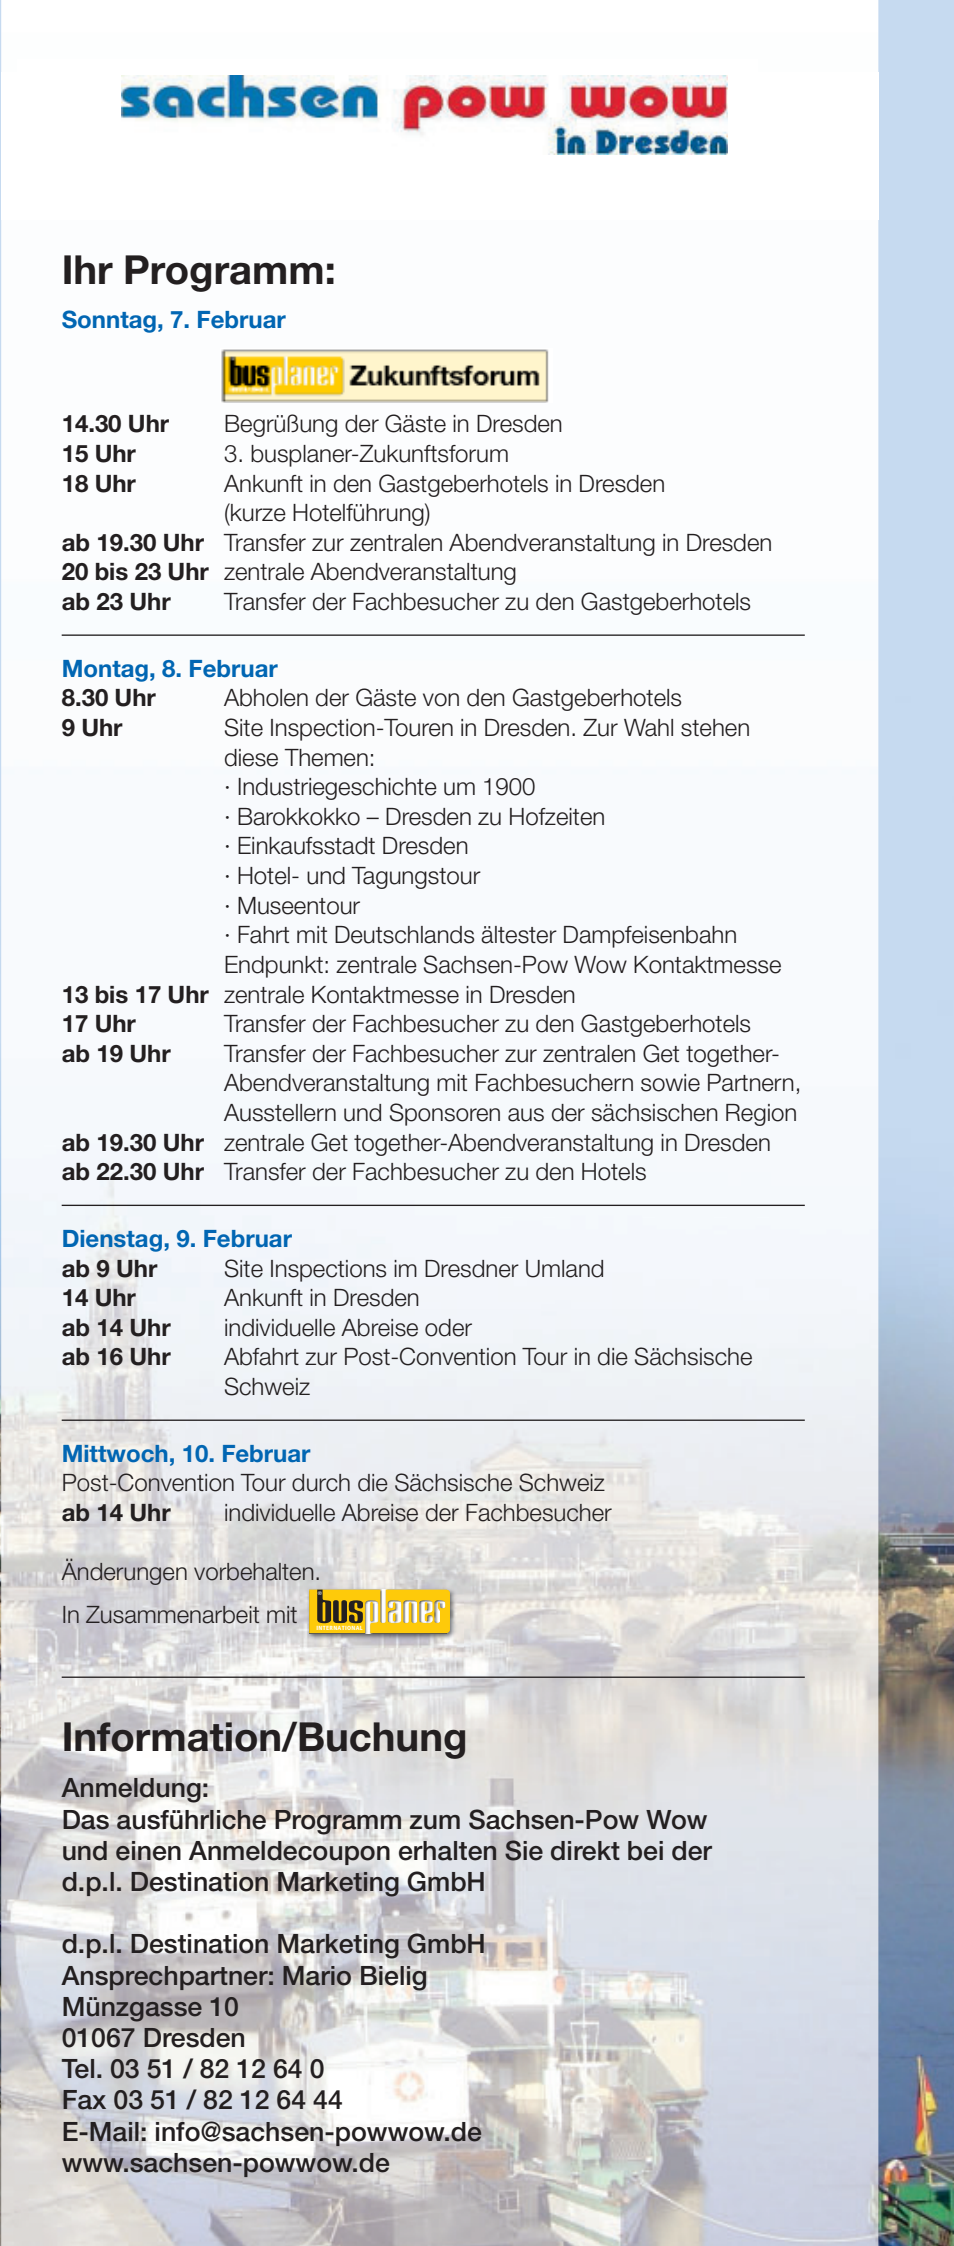 sachsen pow wow
in Dresden
Ihr Programm:
Sonntag, 7. Februar
busplaner Zukunftsforum
14.30 Uhr Begrüßung der Gäste in Dresden
15 Uhr 3. busplaner-Zukunftsforum
18 Uhr Ankunft in den Gastgeberhotels in Dresden
(kurze Hotelführung)
ab 19.30 Uhr Transfer zur zentralen Abendveranstaltung in Dresden
20 bis 23 Uhr zentrale Abendveranstaltung
ab 23 Uhr Transfer der Fachbesucher zu den Gastgeberhotels
Montag, 8. Februar
8.30 Uhr Abholen der Gäste von den Gastgeberhotels
9 Uhr Site Inspection-Touren in Dresden. Zur Wahl stehen
diese Themen:
· Industriegeschichte um 1900
· Barokkokko – Dresden zu Hofzeiten
· Einkaufsstadt Dresden
· Hotel- und Tagungstour
· Museentour
· Fahrt mit Deutschlands ältester Dampfeisenbahn
Endpunkt: zentrale Sachsen-Pow Wow Kontaktmesse
13 bis 17 Uhr zentrale Kontaktmesse in Dresden
17 Uhr Transfer der Fachbesucher zu den Gastgeberhotels
ab 19 Uhr Transfer der Fachbesucher zur zentralen Get together-
Abendveranstaltung mit Fachbesuchern sowie Partnern,
Ausstellern und Sponsoren aus der sächsischen Region
ab 19.30 Uhr zentrale Get together-Abendveranstaltung in Dresden
ab 22.30 Uhr Transfer der Fachbesucher zu den Hotels
Dienstag, 9. Februar
ab 9 Uhr Site Inspections im Dresdner Umland
14 Uhr Ankunft in Dresden
ab 14 Uhr individuelle Abreise oder
ab 16 Uhr Abfahrt zur Post-Convention Tour in die Sächsische
Schweiz
Mittwoch, 10. Februar
Post-Convention Tour durch die Sächsische Schweiz
ab 14 Uhr individuelle Abreise der Fachbesucher
Änderungen vorbehalten.
In Zusammenarbeit mit busplaner
INTERNATIONAL
Information/Buchung
Anmeldung:
Das ausführliche Programm zum Sachsen-Pow Wow
und einen Anmeldecoupon erhalten Sie direkt bei der
d.p.l. Destination Marketing GmbH
d.p.l. Destination Marketing GmbH
Ansprechpartner: Mario Bielig
Münzgasse 10
01067 Dresden
Tel. 03 51 / 82 12 64 0
Fax 03 51 / 82 12 64 44
E-Mail: info@sachsen-powwow.de
www.sachsen-powwow.de